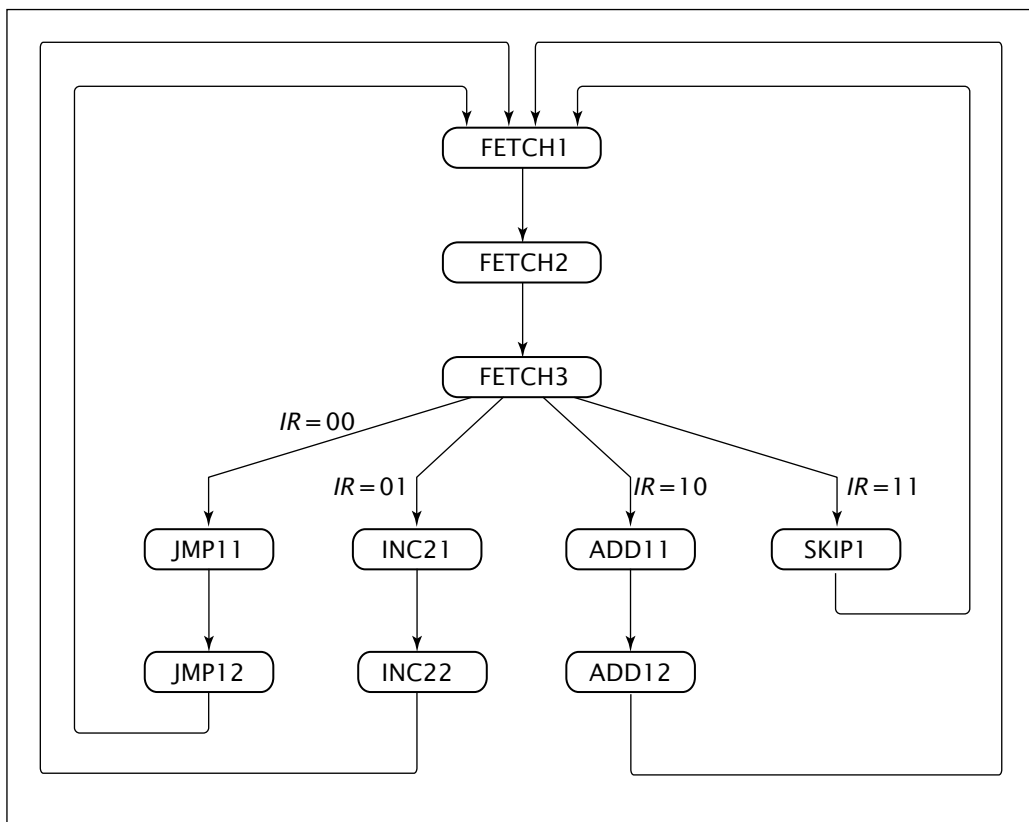 FETCH1
FETCH2
FETCH3
IR=00
IR=01
IR=10
IR=11
JMP11
INC21
ADD11
SKIP1
JMP12
INC22
ADD12